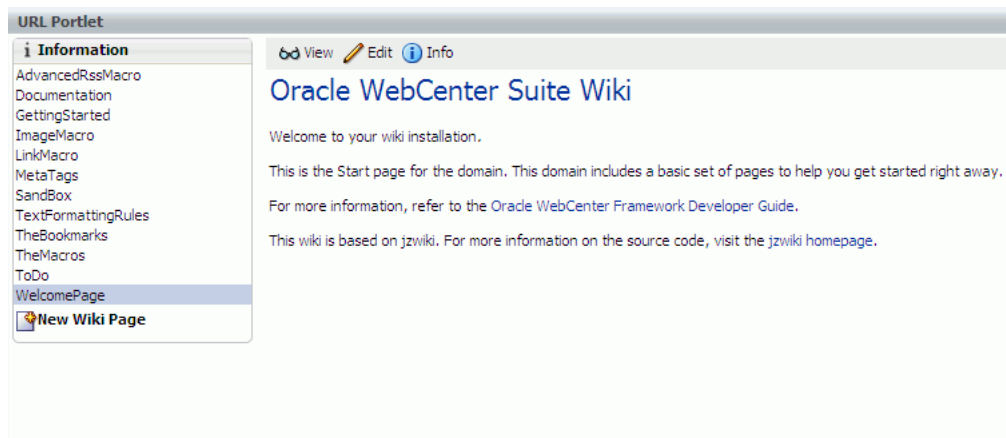 URL Portlet
i Information
AdvancedRssMacro
Documentation
GettingStarted
ImageMacro
LinkMacro
MetaTags
SandBox
TextFormattingRules
TheBookmarks
TheMacros
ToDo
WelcomePage
New Wiki Page
View Edit i Info
Oracle WebCenter Suite Wiki
Welcome to your wiki installation.
This is the Start page for the domain. This domain includes a basic set of pages to help you get started right away.
For more information, refer to the Oracle WebCenter Framework Developer Guide.
This wiki is based on jzwiki. For more information on the source code, visit the jzwiki homepage.